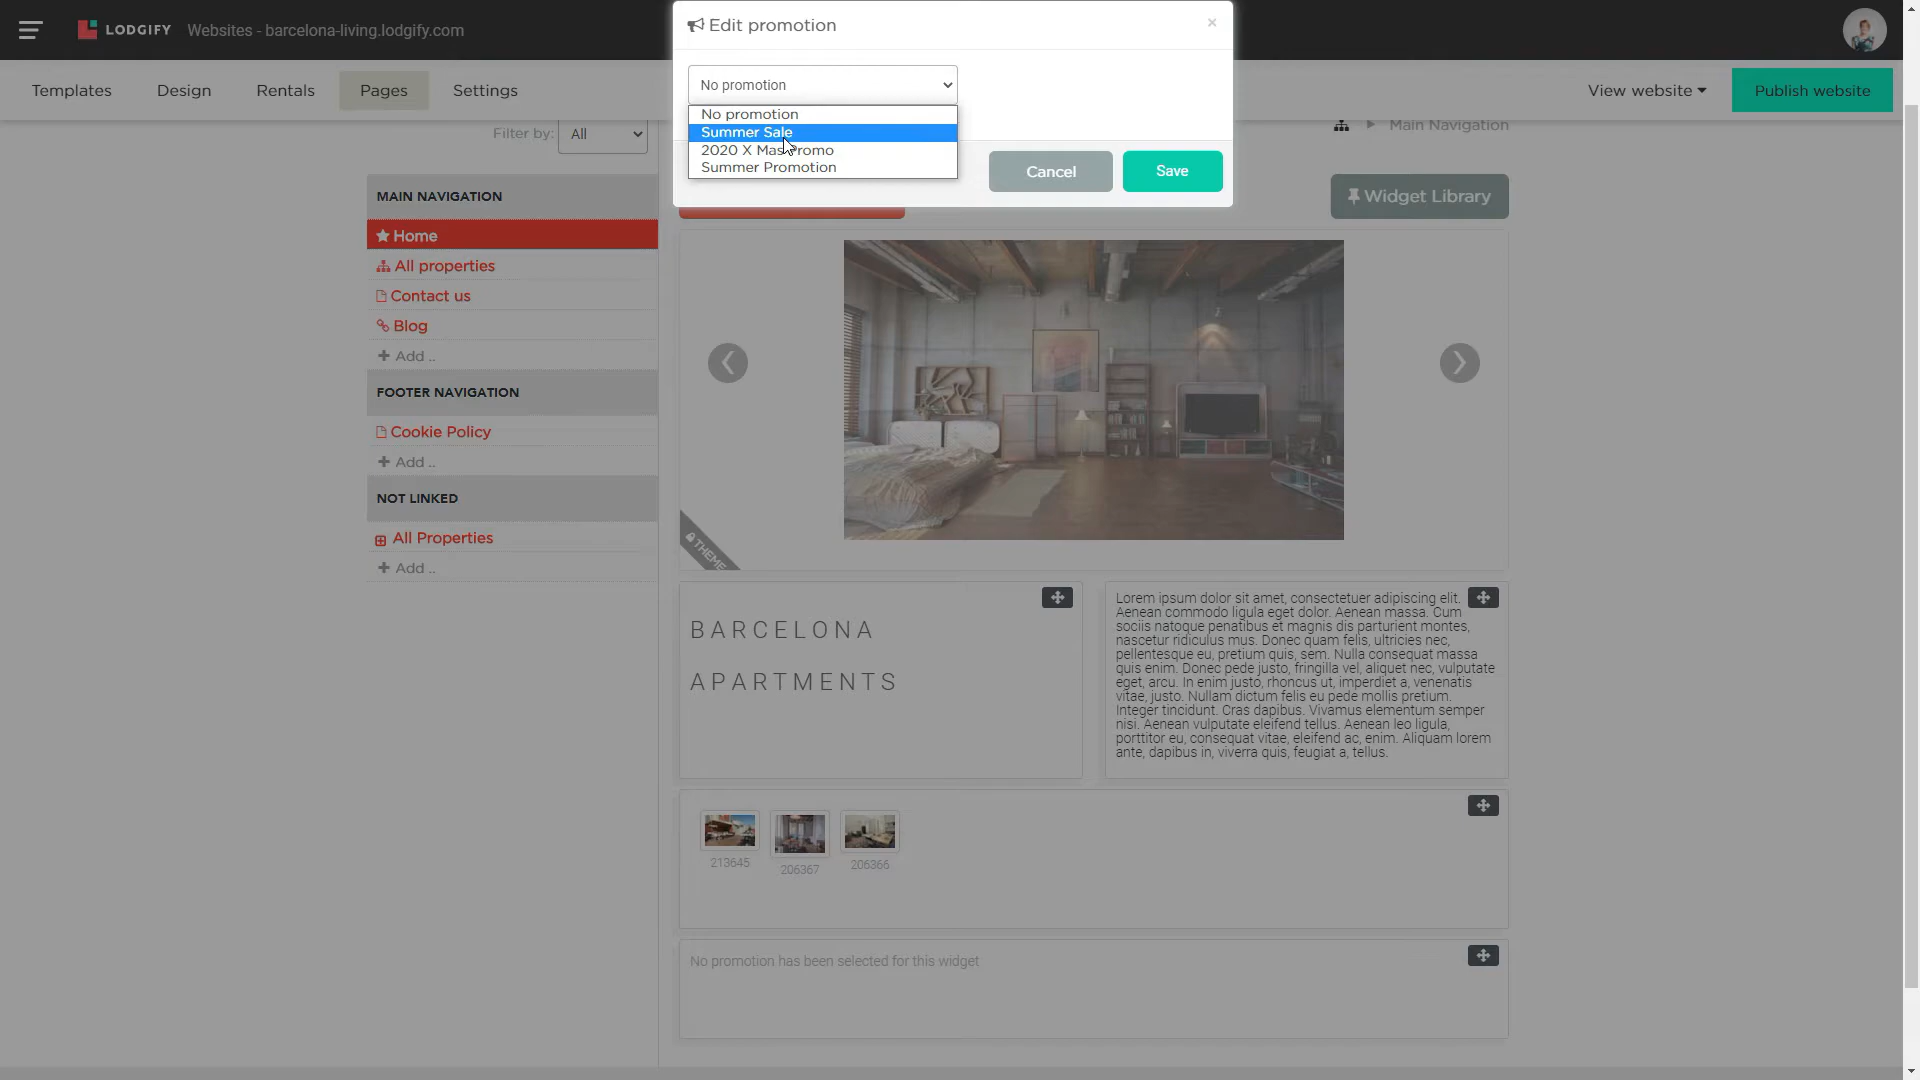 LODGIFY
Websites - barcelona-living.lodgify.com
Edit promotion
×
No promotion
No promotion
Summer Sale
2020 X Mas Promo
Summer Promotion
Cancel
Save
Templates
Design
Rentals
Pages
Settings
View website
Publish website
Filter by:
All
Main Navigation
Widget Library
MAIN NAVIGATION
Home
All properties
Contact us
Blog
Add ..
FOOTER NAVIGATION
Cookie Policy
Add ..
NOT LINKED
All Properties
Add ..
THEME
BARCELONA
APARTMENTS
Lorem ipsum dolor sit amet, consectetuer adipiscing elit.
Aenean commodo ligula eget dolor. Aenean massa. Cum
sociis natoque penatibus et magnis dis parturient montes,
nascetur ridiculus mus. Donec quam felis, ultricies nec,
pellentesque eu, pretium quis, sem. Nulla consequat massa
quis enim. Donec pede justo, fringilla vel, aliquet nec, vulputate
eget, arcu. In enim justo, rhoncus ut, imperdiet a, venenatis
vitae, justo. Nullam dictum felis eu pede mollis pretium.
Integer tincidunt. Cras dapibus. Vivamus elementum semper
nisi. Aenean vulputate eleifend tellus. Aenean leo ligula,
porttitor eu, consequat vitae, eleifend ac, enim. Aliquam lorem
ante, dapibus in, viverra quis, feugiat a, tellus.
213645
206367
206366
No promotion has been selected for this widget